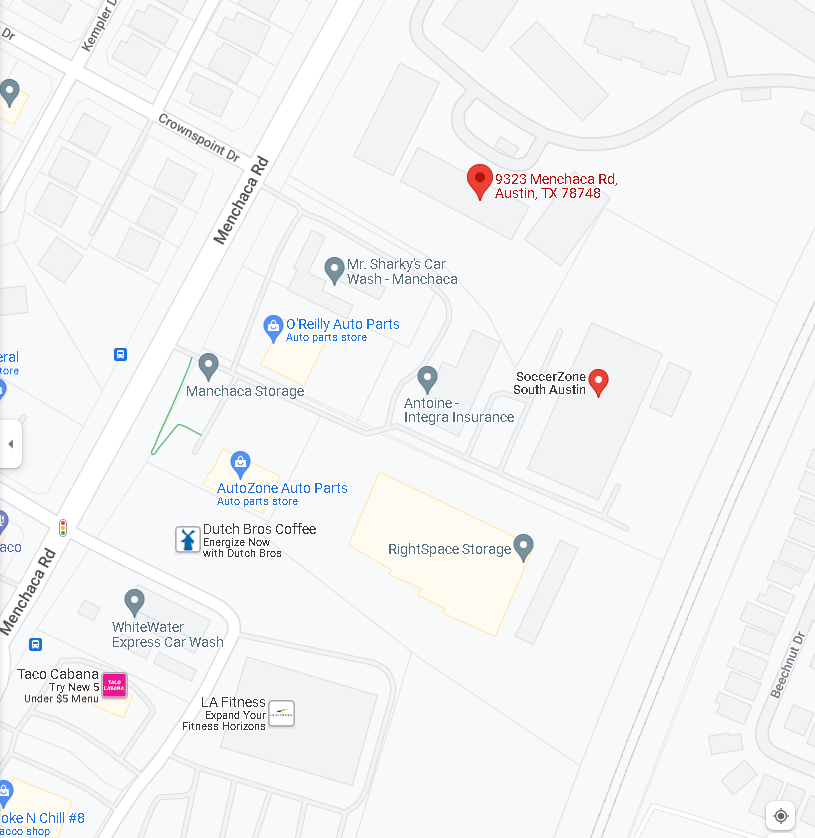 Dr
Kempler D
Crownspoint Dr
Menchaca Rd
9323 Menchaca Rd,
Austin, TX 78748
Mr. Sharky's Car
Wash - Manchaca
O'Reilly Auto Parts
Auto parts store
eral
tore
Manchaca Storage
SoccerZone
South Austin
Antoine -
Integra Insurance
AutoZone Auto Parts
Auto parts store
Dutch Bros Coffee
Energize Now
with Dutch Bros
aco
RightSpace Storage
Menchaca Rd
WhiteWater
Express Car Wash
Taco Cabana
Try New 5
Under $5 Menu
TACO
CABANA
LA Fitness
Expand Your
Fitness Horizons
Beechnut Dr
oke N Chill #8
acco shop